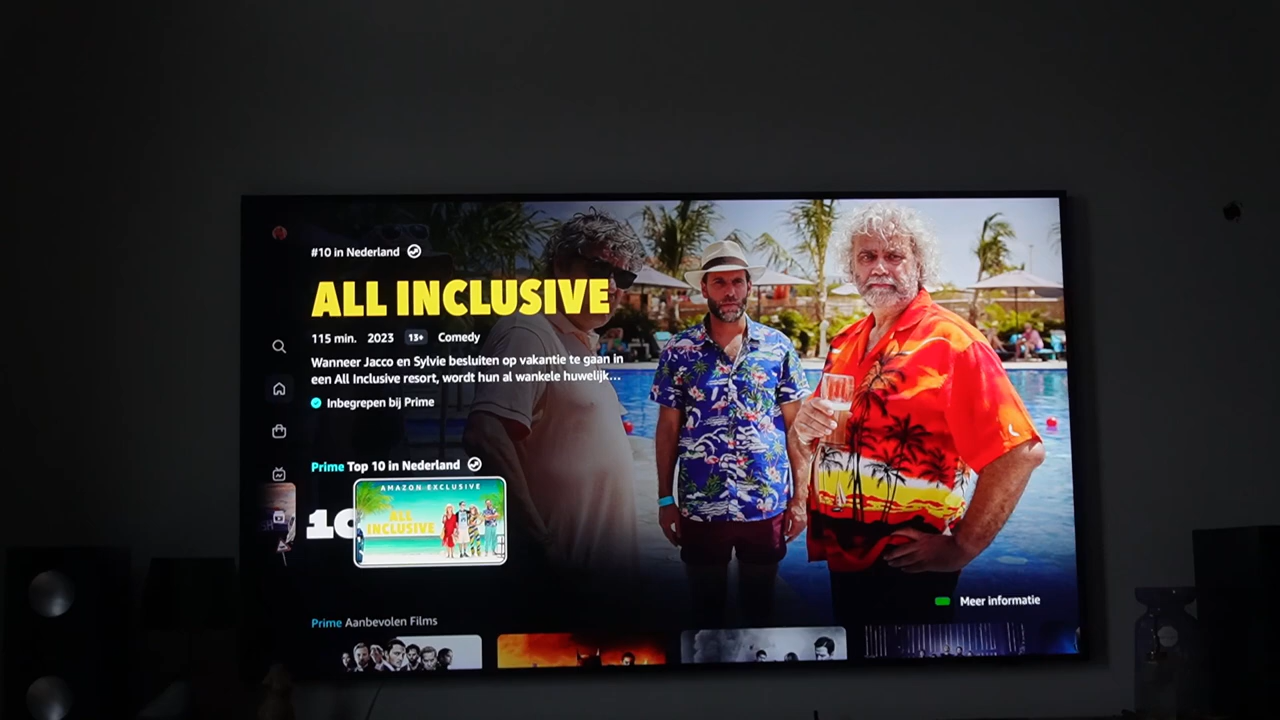 #10 in Nederland
ALL INCLUSIVE
115 min. 2023 13+ Comedy
Wanneer Jacco en Sylvie besluiten op vakantie te gaan in
een All Inclusive resort, wordt hun al wankele huwelijk...
Inbegrepen bij Prime
Prime Top 10 in Nederland
10
AMAZON EXCLUSIVE
ALL
INCLUSIVE
Meer informatie
Prime Aanbevolen Films